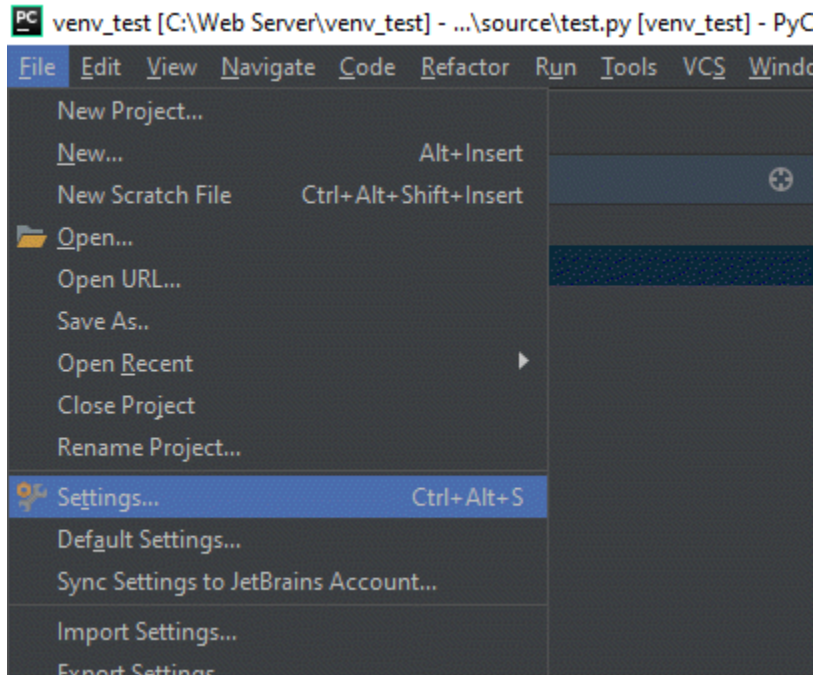 PC venv_test [C:\Web Server\venv_test] - ...\source\test.py [venv_test] - PyC
File Edit View Navigate Code Refactor Run Tools VCS Windo
New Project...
New... Alt+Insert
New Scratch File Ctrl+Alt+Shift+Insert
Open...
Open URL...
Save As..
Open Recent
Close Project
Rename Project...
Settings... Ctrl+Alt+S
Default Settings...
Sync Settings to JetBrains Account...
Import Settings...
Export Settings